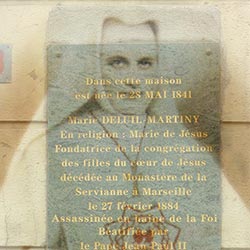 Dans cette maison
est née le 28 MAI 1841
Marie DELUIL-MARTINY
En religion : Marie de Jésus
Fondatrice de la congrégation
des filles du cœur de Jésus
décédée au Monastère de la
Servianne à Marseille
le 27 février 1884
Assassinée en haine de la Foi
Béatifiée par
le Pape Jean Paul II